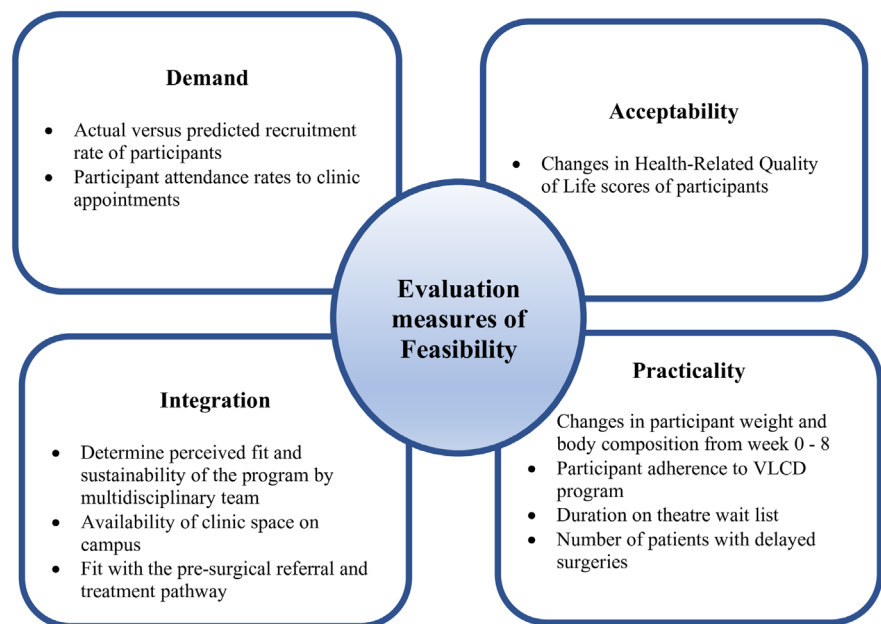 Demand
• Actual versus predicted recruitment
rate of participants
• Participant attendance rates to clinic
appointments
Acceptability
• Changes in Health-Related Quality
of Life scores of participants
Evaluation
measures of
Feasibility
Integration
• Determine perceived fit and
sustainability of the program by
multidisciplinary team
• Availability of clinic space on
campus
• Fit with the pre-surgical referral and
treatment pathway
Practicality
Changes in participant weight and
body composition from week 0 - 8
• Participant adherence to VLCD
program
• Duration on theatre wait list
• Number of patients with delayed
surgeries